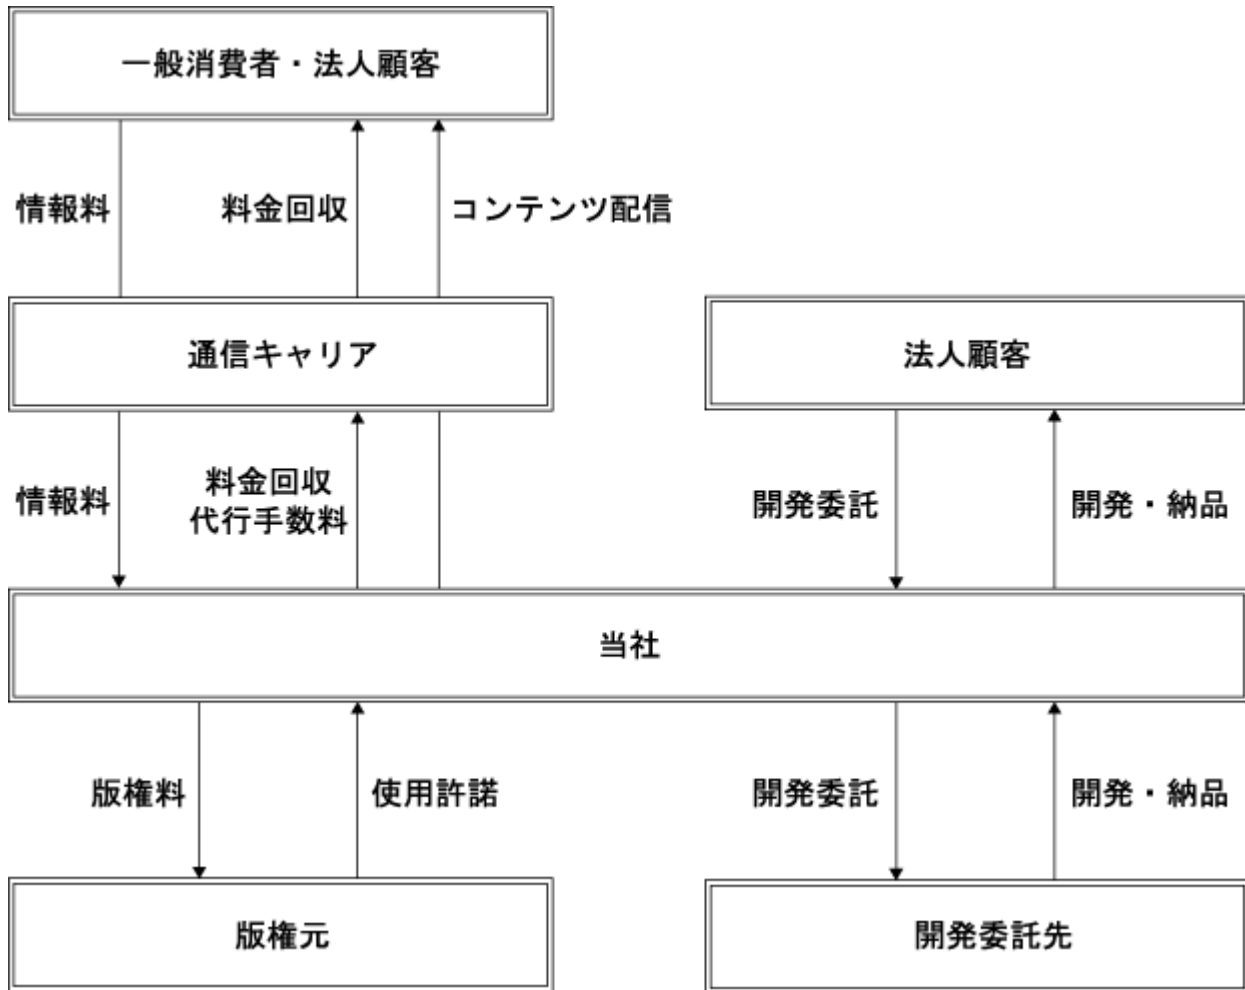 一般消費者・法人顧客
情報料
料金回収
コンテンツ配信
通信キャリア
法人顧客
情報料
料金回収
代行手数料
開発委託
開発・納品
当社
版権料
使用許諾
開発委託
開発・納品
版権元
開発委託先